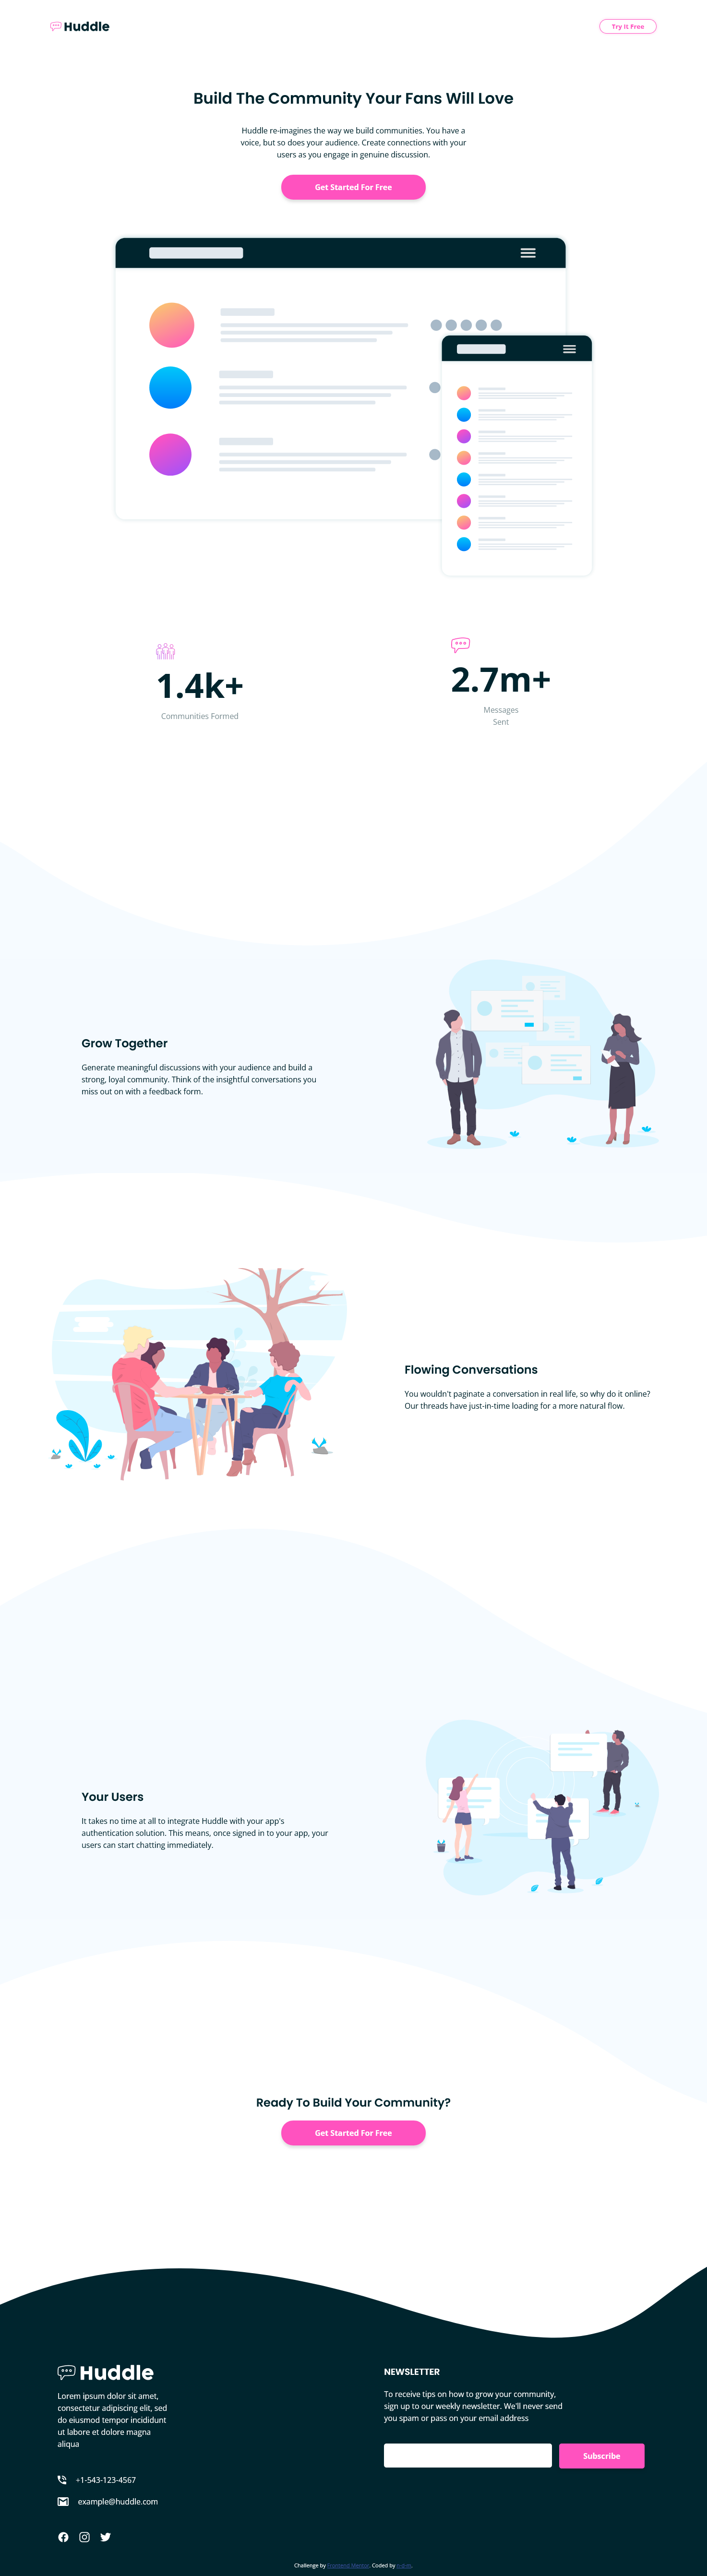 Huddle
Try It Free
Build The Community Your Fans Will Love
Huddle re-imagines the way we build communities. You have a
voice, but so does your audience. Create connections with your
users as you engage in genuine discussion.
Get Started For Free
1.4k+
Communities Formed
2.7m+
Messages
Sent
Grow Together
Generate meaningful discussions with your audience and build a
strong, loyal community. Think of the insightful conversations you
miss out on with a feedback form.
Flowing Conversations
You wouldn't paginate a conversation in real life, so why do it online?
Our threads have just-in-time loading for a more natural flow.
Your Users
It takes no time at all to integrate Huddle with your app's
authentication solution. This means, once signed in to your app, your
users can start chatting immediately.
Ready To Build Your Community?
Get Started For Free
Huddle
Lorem ipsum dolor sit amet,
consectetur adipiscing elit, sed
do eiusmod tempor incididunt
ut labore et dolore magna
aliqua
+1-543-123-4567
example@huddle.com
NEWSLETTER
To receive tips on how to grow your community,
sign up to our weekly newsletter. We'll never send
you spam or pass on your email address
Subscribe
Challenge by Frontend Mentor. Coded by